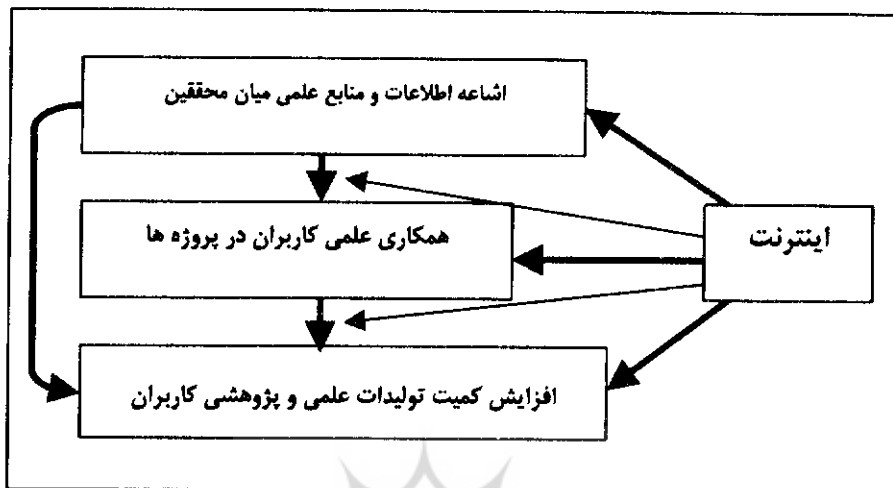 اشاعه اطلاعات و منابع علمی میان محققین
همکاری علمی کاربران در پروژه ها
اینترنت
افزایش کمیت تولیدات علمی و پژوهشی کاربران